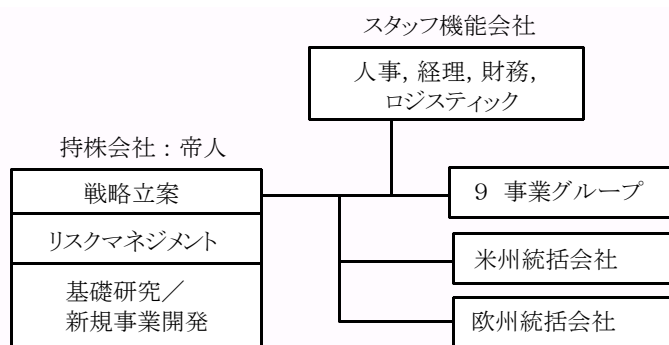 スタッフ機能会社
人事, 経理, 財務,
ロジスティック
持株会社：帝人
戦略立案
リスクマネジメント
基礎研究／
新規事業開発
9 事業グループ
米州統括会社
欧州統括会社